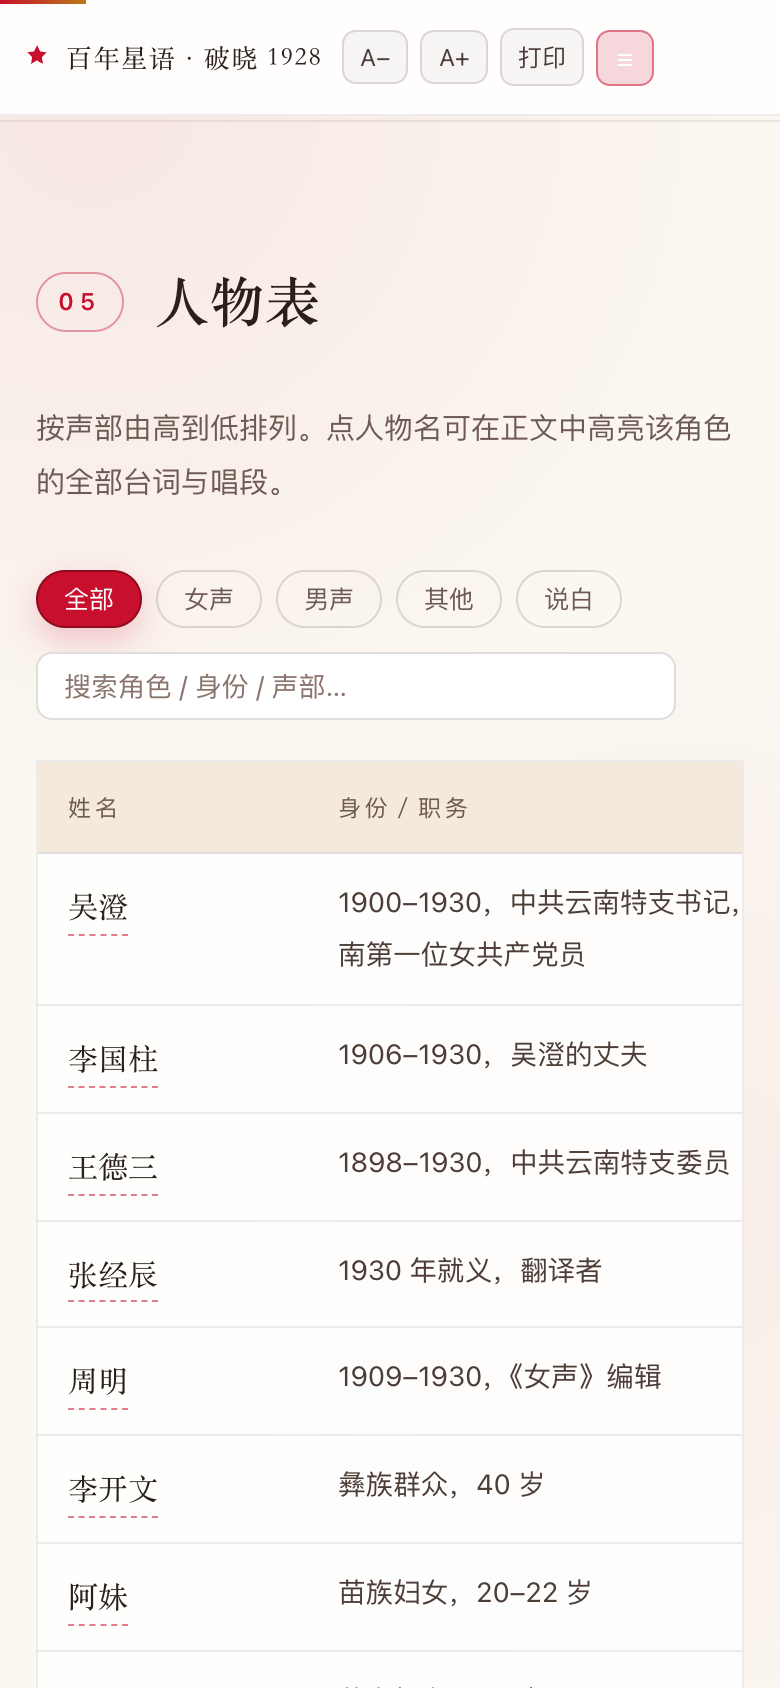 百年星语 · 破晓 1928
A−
A+
打印
≡
05
人物表
按声部由高到低排列。点人物名可在正文中高亮该角色
的全部台词与唱段。
全部
女声
男声
其他
说白
搜索角色 / 身份 / 声部...
姓名
身份 / 职务
吴澄
1900–1930，中共云南特支书记，
南第一位女共产党员
李国柱
1906–1930，吴澄的丈夫
王德三
1898–1930，中共云南特支委员
张经辰
1930 年就义，翻译者
周明
1909–1930，《女声》编辑
李开文
彝族群众，40 岁
阿妹
苗族妇女，20–22 岁